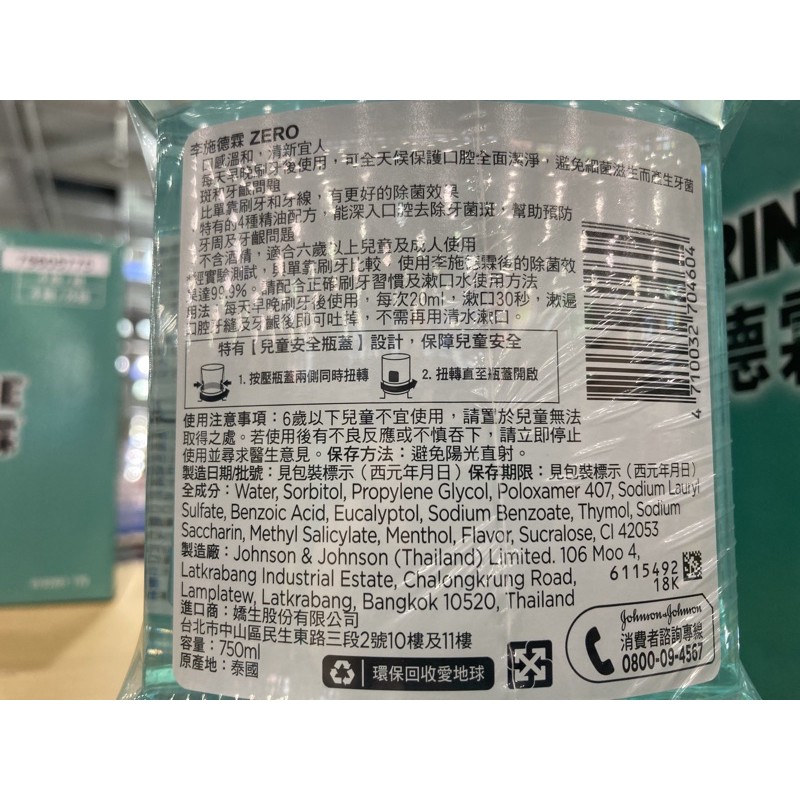 李施德霖 ZERO
口感溫和，清新宜人
每天早晚刷牙後使用，可全天候保護口腔全面潔淨，避免細菌滋生而產生牙菌
斑和牙齦問題
比單靠刷牙和牙線，有更好的除菌效果
特有的4種精油配方，能深入口腔去除牙菌斑，幫助預防
牙周及牙齦問題
不含酒精，適合六歲以上兒童及成人使用
經實驗測試，與單靠刷牙比較，使用李施德霖後的除菌效
果達99.9%。請配合正確刷牙習慣及漱口水使用方法
用法：每天早晚刷牙後使用，每次20ml，漱口30秒，漱遍
口腔牙縫及牙齦後即可吐掉，不需再用清水漱口。
特有【兒童安全瓶蓋】設計，保障兒童安全
1. 按壓瓶蓋兩側同時扭轉
2. 扭轉直至瓶蓋開啟
4710032170460 4
使用注意事項：6歲以下兒童不宜使用，請置於兒童無法
取得之處。若使用後有不良反應或不慎吞下，請立即停止
使用並尋求醫生意見。保存方法：避免陽光直射。
製造日期/批號：見包裝標示（西元年月日）保存期限：見包裝標示（西元年月日）
全成分：Water, Sorbitol, Propylene Glycol, Poloxamer 407, Sodium Lauryl
Sulfate, Benzoic Acid, Eucalyptol, Sodium Benzoate, Thymol, Sodium
Saccharin, Methyl Salicylate, Menthol, Flavor, Sucralose, CI 42053
製造廠：Johnson & Johnson (Thailand) Limited. 106 Moo 4,
Latkrabang Industrial Estate, Chalongkrung Road,
Lamplatew, Latkrabang, Bangkok 10520, Thailand
6115492
18K
進口商：嬌生股份有限公司
台北市中山區民生東路三段2號10樓及11樓
容量：750ml
原產地：泰國
環保回收愛地球
Johnson & Johnson
消費者諮詢專線
0800-09-4567
RIN
德霖
E
霖